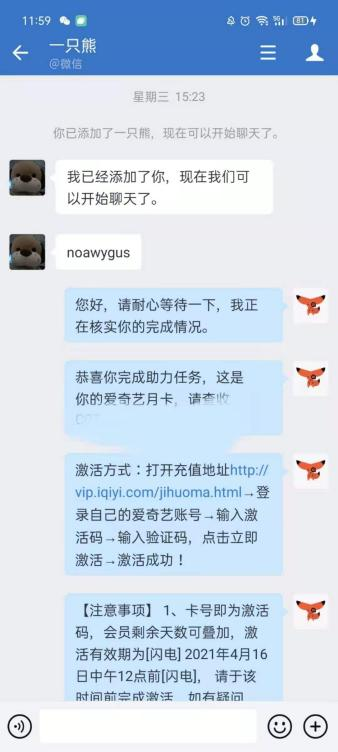 11:59
5G
81
一只熊
@微信
星期三 15:23
你已添加了一只熊，现在可以开始聊天了。
我已经添加了你，现在我们可
以开始聊天了。
noawygus
您好，请耐心等待一下，我正
在核实你的完成情况。
恭喜你完成助力任务，这是
你的爱奇艺月卡，请查收
激活方式：打开充值地址http://
vip.iqiyi.com/jihuoma.html→登
录自己的爱奇艺账号→输入激
活码→输入验证码，点击立即
激活→激活成功！
【注意事项】 1、卡号即为激活
码，会员剩余天数可叠加，激
活有效期为[闪电] 2021年4月16
日中午12点前[闪电]， 请于该
时间前完成激活，如有疑问